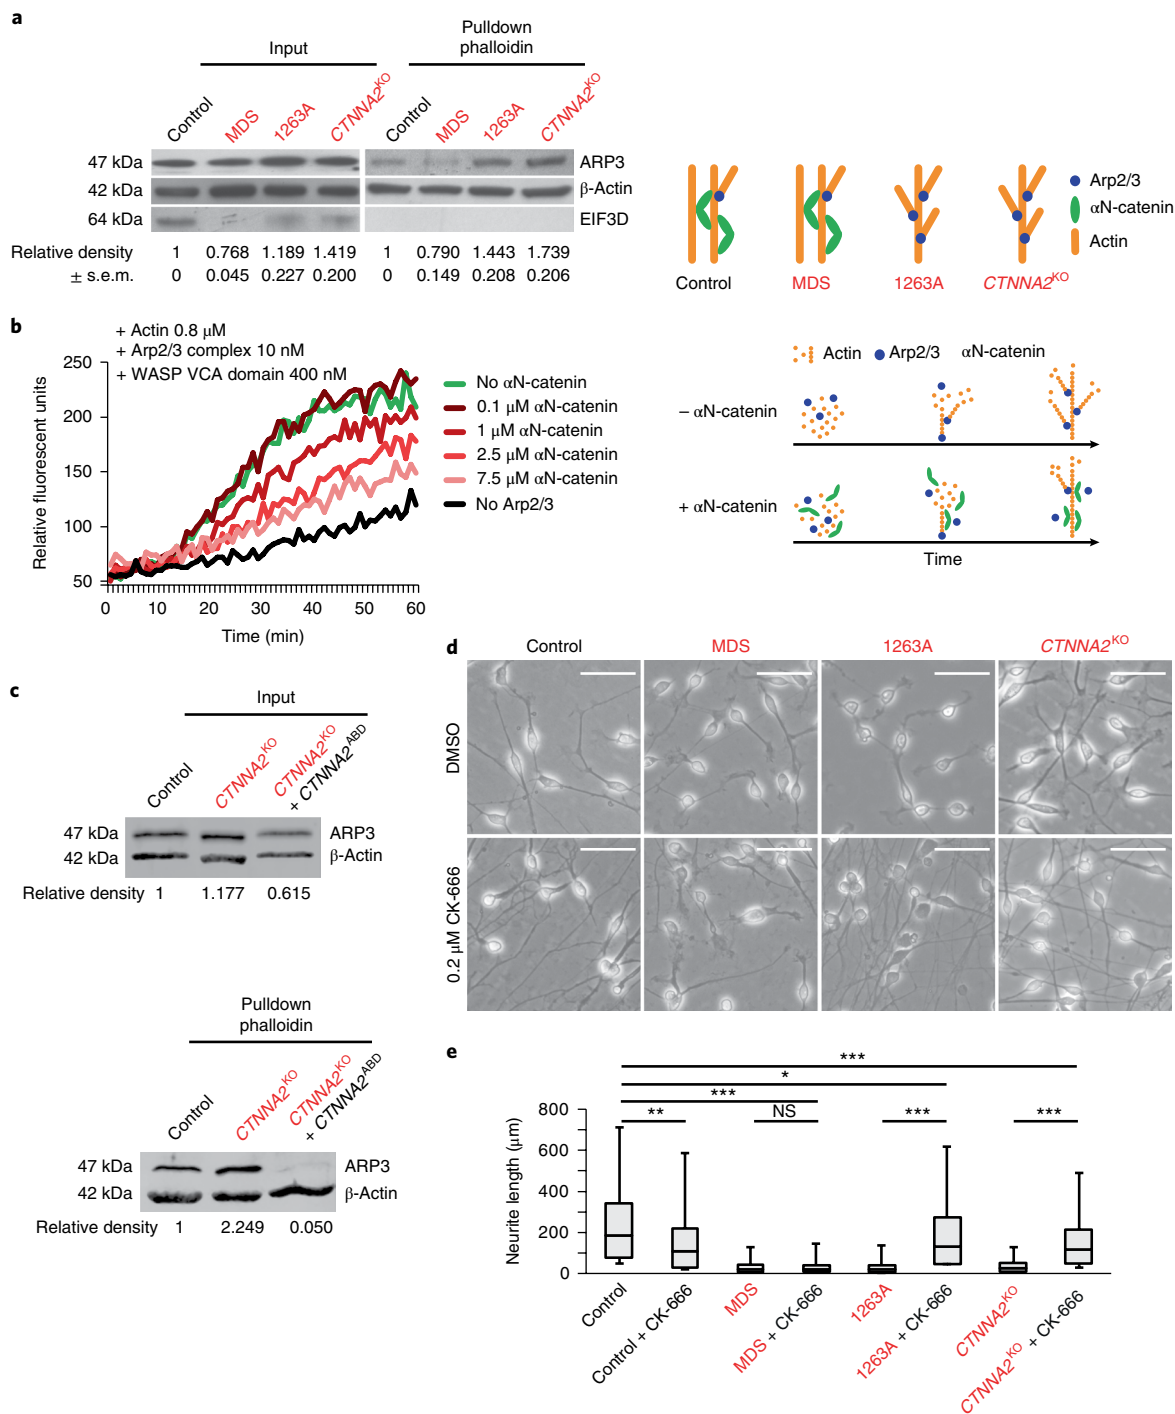 a
Input
Pulldown
phalloidin
Control
MDS
1263A
CTNNA2KO
Control
MDS
1263A
CTNNA2KO
47 kDa
ARP3
42 kDa
β-Actin
64 kDa
EIF3D
Relative density 1 0.768 1.189 1.419 1 0.790 1.443 1.739
± s.e.m. 0 0.045 0.227 0.200 0 0.149 0.208 0.206
Arp2/3
αN-catenin
Actin
Control
MDS
1263A
CTNNA2KO
b
+ Actin 0.8 μM
+ Arp2/3 complex 10 nM
+ WASP VCA domain 400 nM
Relative fluorescent units
250
200
150
100
50
0 10 20 30 40 50 60
Time (min)
No αN-catenin
0.1 μM αN-catenin
1 μM αN-catenin
2.5 μM αN-catenin
7.5 μM αN-catenin
No Arp2/3
Actin Arp2/3 αN-catenin
– αN-catenin
+ αN-catenin
Time
c
Input
Control
CTNNA2KO
CTNNA2KO
+ CTNNA2ABD
47 kDa
ARP3
42 kDa
β-Actin
Relative density 1 1.177 0.615
Pulldown
phalloidin
Control
CTNNA2KO
CTNNA2KO
+ CTNNA2ABD
47 kDa
ARP3
42 kDa
β-Actin
Relative density 1 2.249 0.050
d
Control MDS 1263A CTNNA2KO
DMSO
0.2 μM CK-666
e
***
*
***
** NS *** ***
Neurite length (μm)
800
600
400
200
0
Control
Control + CK-666
MDS
MDS + CK-666
1263A
1263A + CK-666
CTNNA2KO
CTNNA2KO + CK-666